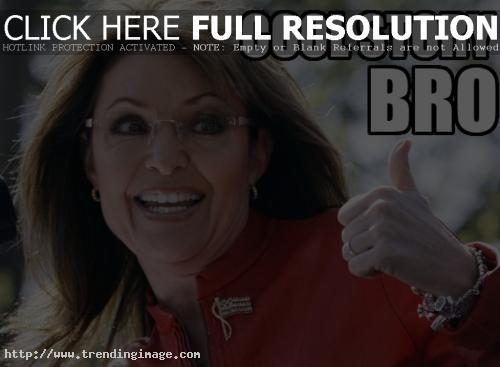 CLICK HERE FULL RESOLUTION
HOTLINK PROTECTION ACTIVATED - NOTE: Empty or Blank Referrals are not Allowed
BRO
http://www.trendingimage.com